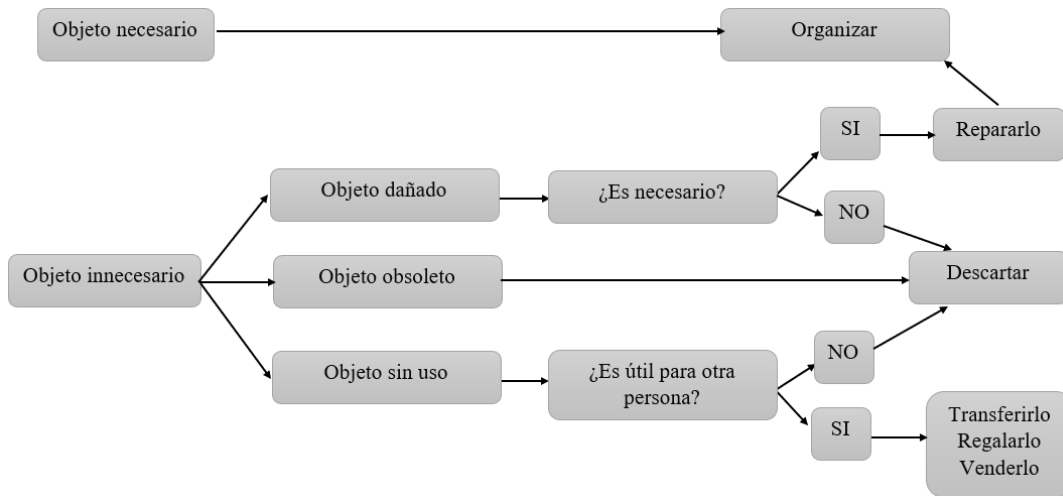 Objeto necesario
Organizar
SI
Repararlo
Objeto dañado
¿Es necesario?
NO
Objeto innecesario
Objeto obsoleto
Descartar
NO
Objeto sin uso
¿Es útil para otra
persona?
SI
Transferirlo
Regalarlo
Venderlo